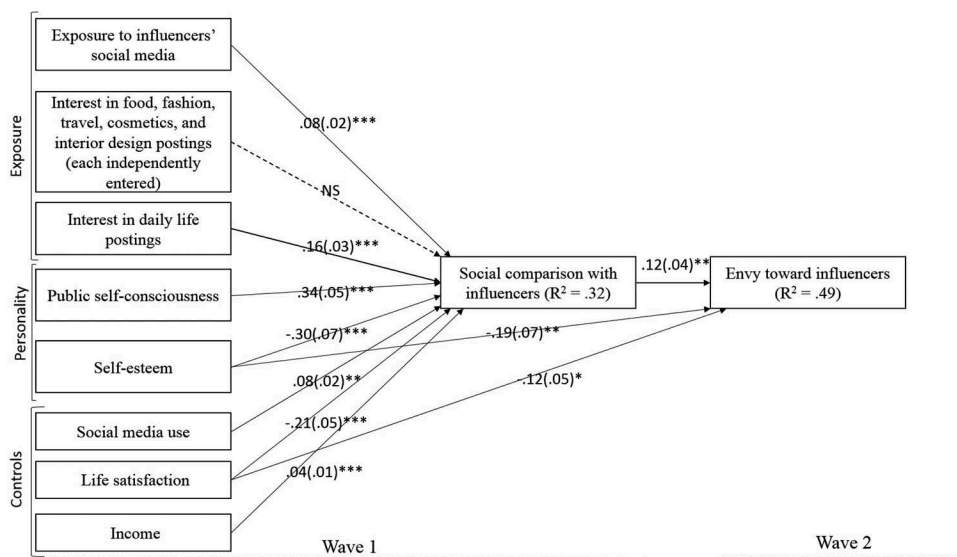 Exposure
Exposure to influencers’
social media
Interest in food, fashion,
travel, cosmetics, and
interior design postings
(each independently
entered)
Interest in daily life
postings
Personality
Public self-consciousness
Self-esteem
Controls
Social media use
Life satisfaction
Income
.08(.02)***
NS
.16(.03)***
.34(.05)***
-.30(.07)***
.08(.02)**
-.21(.05)***
.04(.01)***
Social comparison with
influencers (R² = .32)
.12(.04)**
-.19(.07)**
-.12(.05)*
Envy toward influencers
(R² = .49)
Wave 1
Wave 2